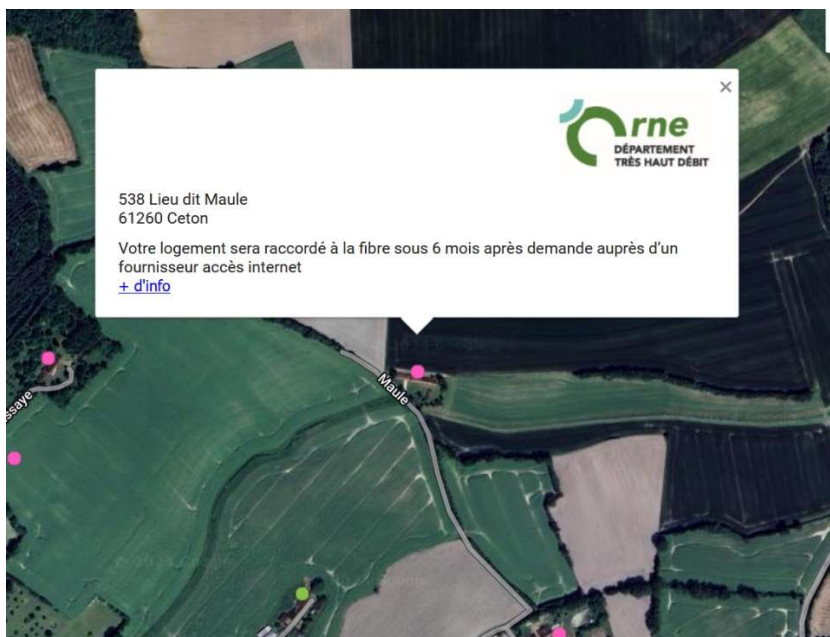 ×
Orne
DÉPARTEMENT
TRÈS HAUT DÉBIT
538 Lieu dit Maule
61260 Ceton
Votre logement sera raccordé à la fibre sous 6 mois après demande auprès d’un
fournisseur accès internet
+ d'info
Maule
ssaye